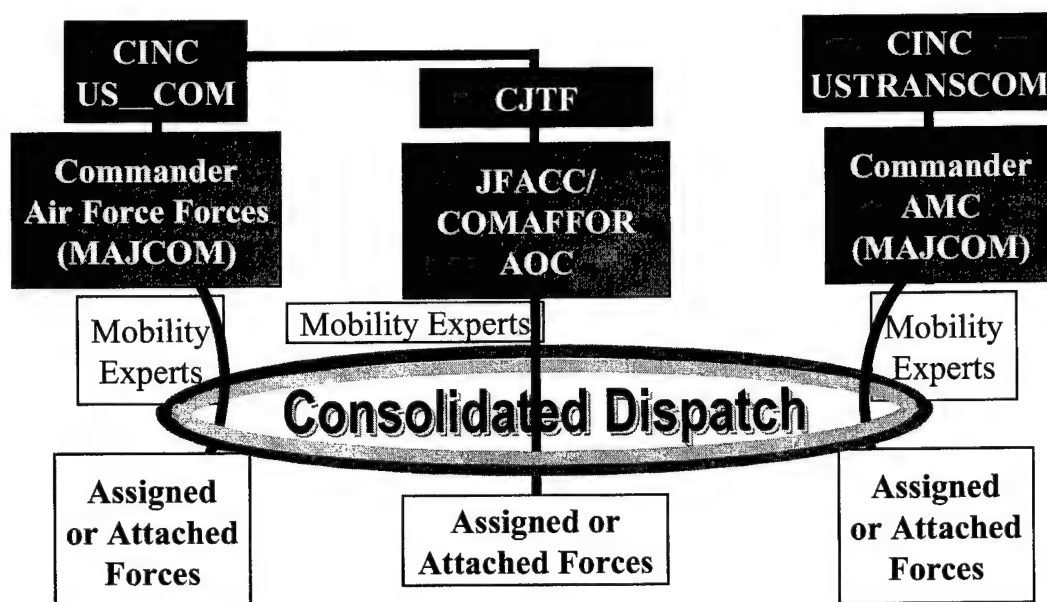 CINC
US__COM
CJTF
CINC
USTRANSCOM
Commander
Air Force Forces
(MAJCOM)
JFACC/
COMAFFOR
AOC
Commander
AMC
(MAJCOM)
Mobility
Experts
Mobility Experts
Mobility
Experts
Consolidated Dispatch
Assigned
or Attached
Forces
Assigned or
Attached Forces
Assigned
or Attached
Forces